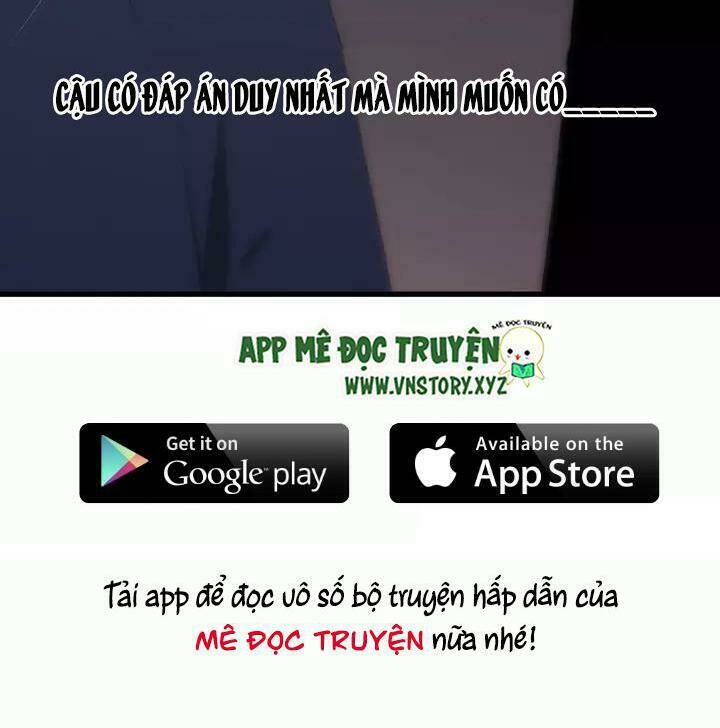 CẬU CÓ ĐÁP ÁN DUY NHẤT MÀ MÌNH MUỐN CÓ______
MÊ ĐỌC TRUYỆN
APP MÊ ĐỌC TRUYỆN
WWW.VNSTORY.XYZ
Get it on
Google play
Available on the
App Store
Tải app để đọc vô số bộ truyện hấp dẫn của
MÊ ĐỌC TRUYỆN nữa nhé!